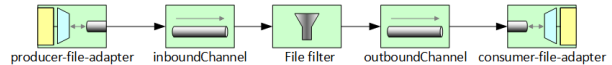 producer-file-adapter
inboundChannel
File filter
outboundChannel
consumer-file-adapter